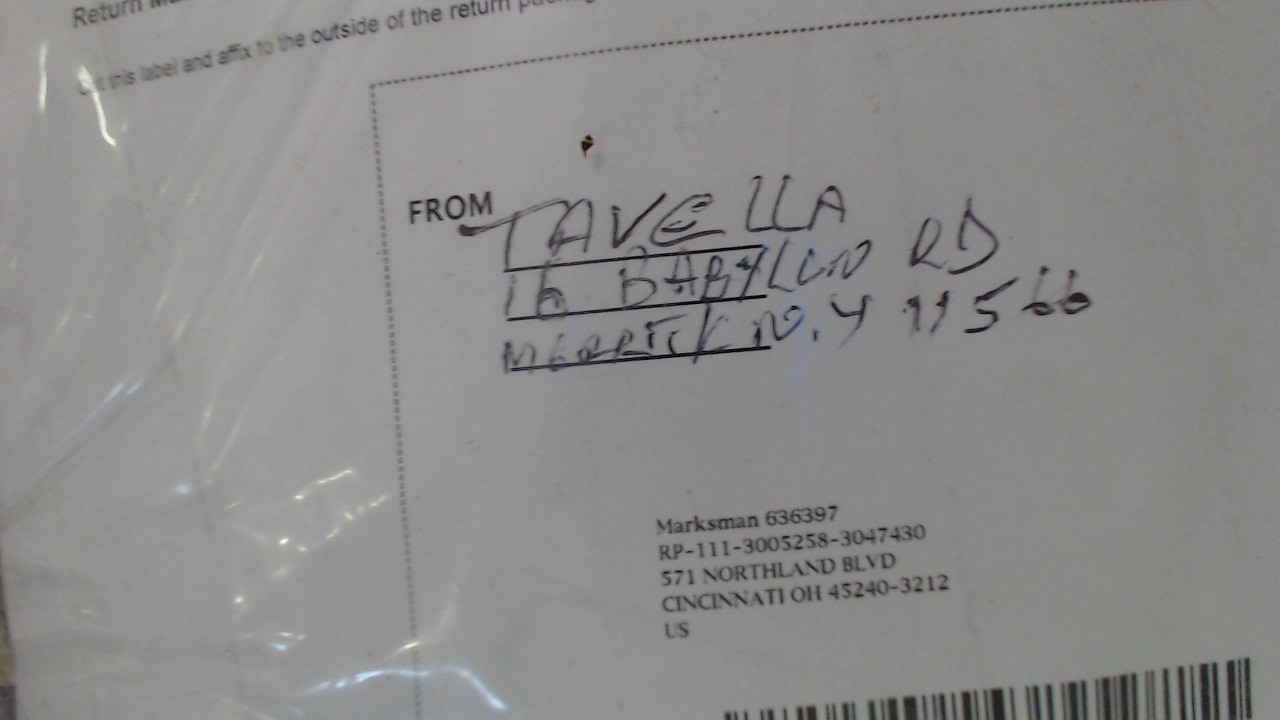 Return
Cut this label and affix to the outside of the return
FROM TAVELLA
16 BABYLON RD
MERRICK N.Y 11566
Marksman 636397
RP-111-3005258-3047430
571 NORTHLAND BLVD
CINCINNATI OH 45240-3212
US